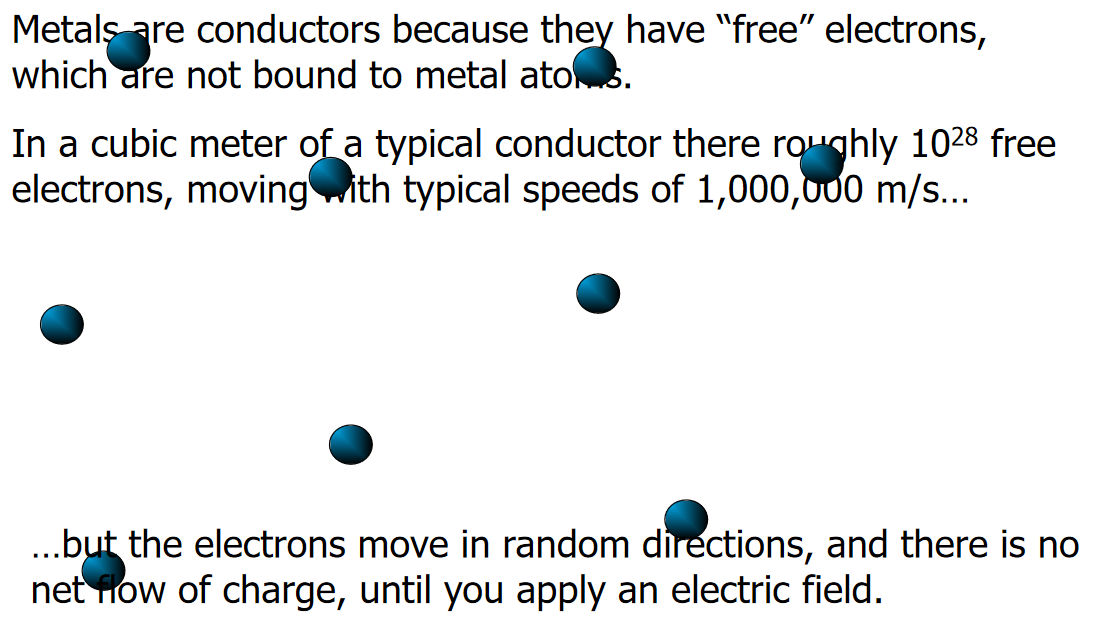 Metals are conductors because they have “free” electrons,
which are not bound to metal atoms.
In a cubic meter of a typical conductor there roughly 10²⁸ free
electrons, moving with typical speeds of 1,000,000 m/s…
…but the electrons move in random directions, and there is no
net flow of charge, until you apply an electric field.